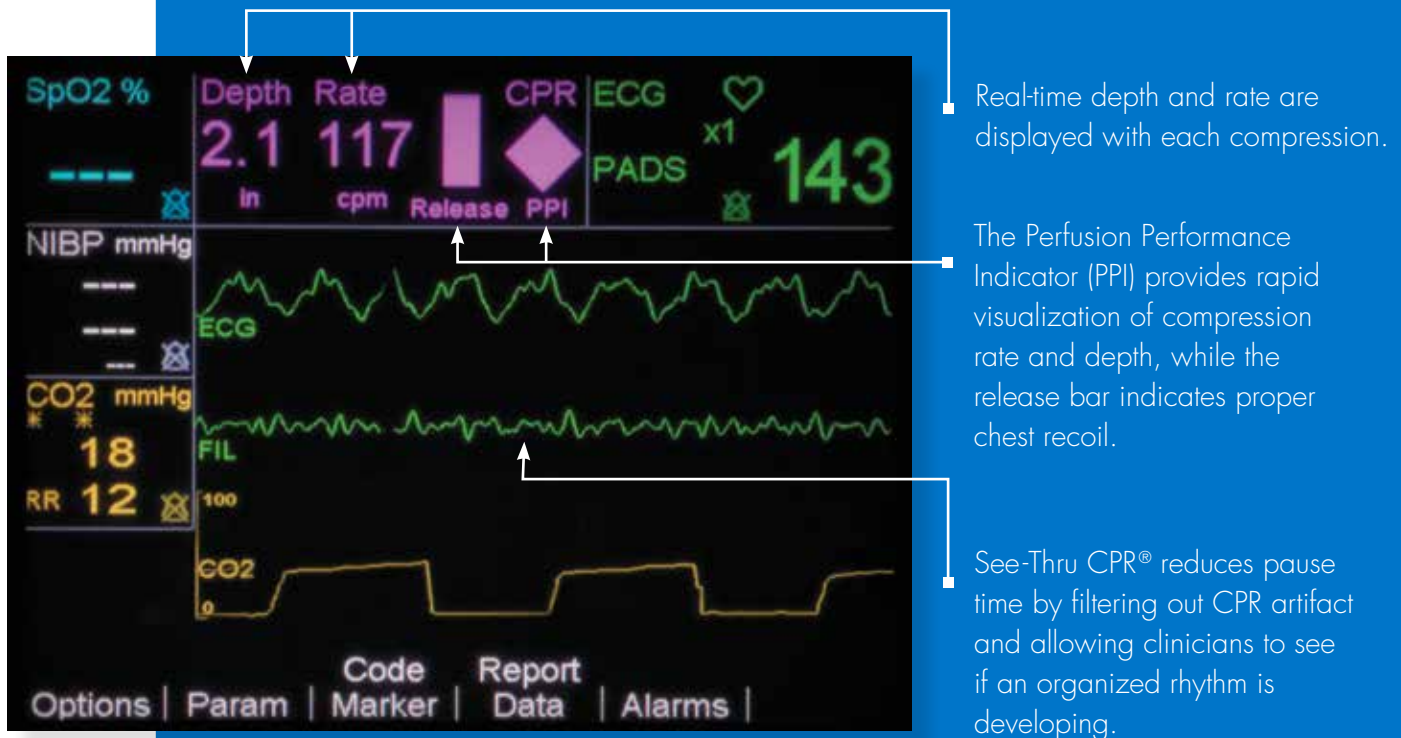 SpO2 %
---
Depth Rate
2.1 117
in cpm
Release
CPR
PPI
ECG
x1
PADS
143
NIBP mmHg
---
---
---
CO2 mmHg
* *
18
RR 12
ECG
FIL
100
CO2
0
Options | Param | Code Marker | Report Data | Alarms |
Real-time depth and rate are
displayed with each compression.
The Perfusion Performance
Indicator (PPI) provides rapid
visualization of compression
rate and depth, while the
release bar indicates proper
chest recoil.
See-Thru CPR® reduces pause
time by filtering out CPR artifact
and allowing clinicians to see
if an organized rhythm is
developing.